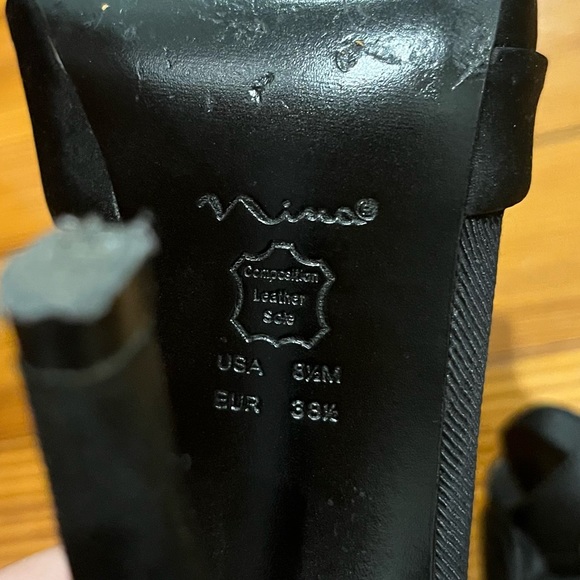 Nina®
Composition
Leather
Sole
USA 8½M
EUR 38½